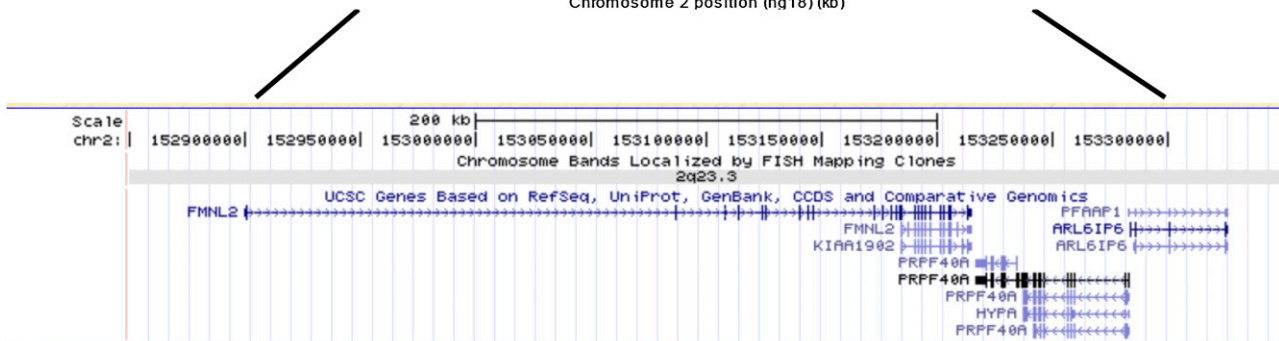 Chromosome 2 position (hg18) (kb)
Scale 200 kb
chr2: 152900000 152950000 153000000 153050000 153100000 153150000 153200000 153250000 153300000
Chromosome Bands Localized by FISH Mapping Clones
2q23.3
UCSC Genes Based on RefSeq, UniProt, GenBank, CCDS and Comparative Genomics
FMNL2 PFAAP1
FMNL2 ARL6IP6
KIAA1902 ARL6IP6
PRPF40A
PRPF40A
PRPF40A
HYPA
PRPF40A